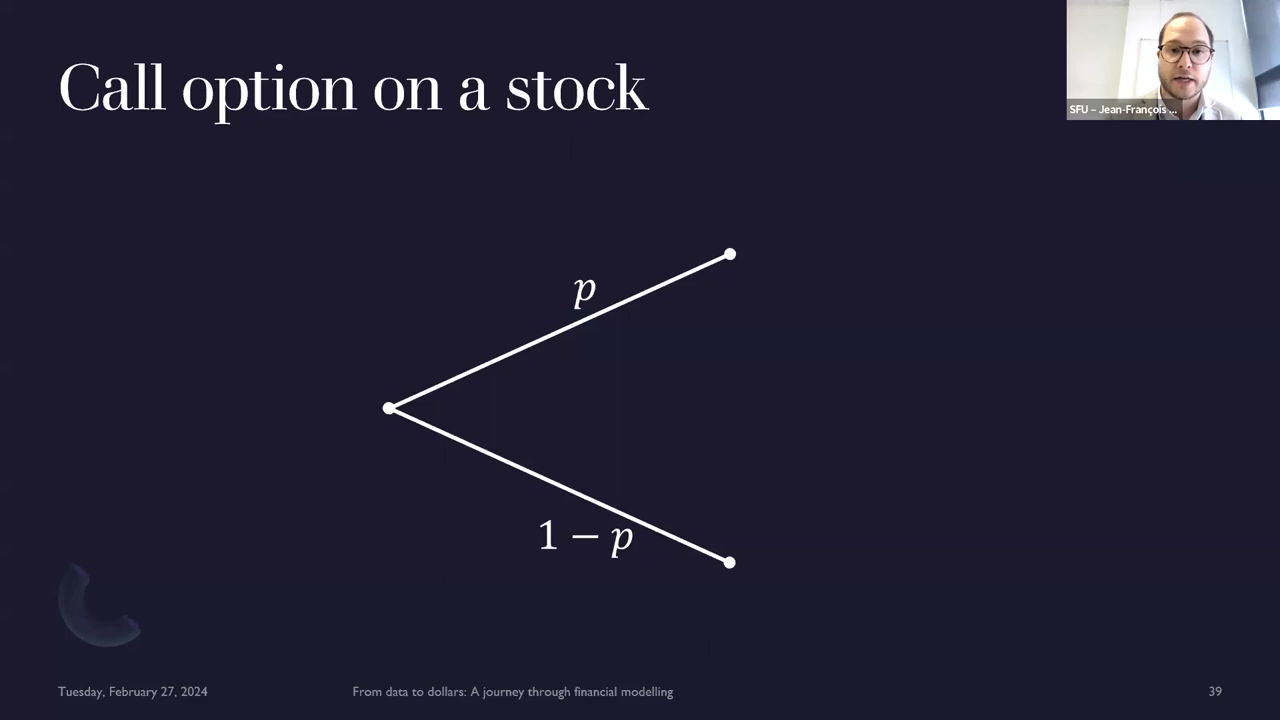 Call option on a stock
SFU – Jean-François ...
p
1 − p
Tuesday, February 27, 2024
From data to dollars: A journey through financial modelling
39